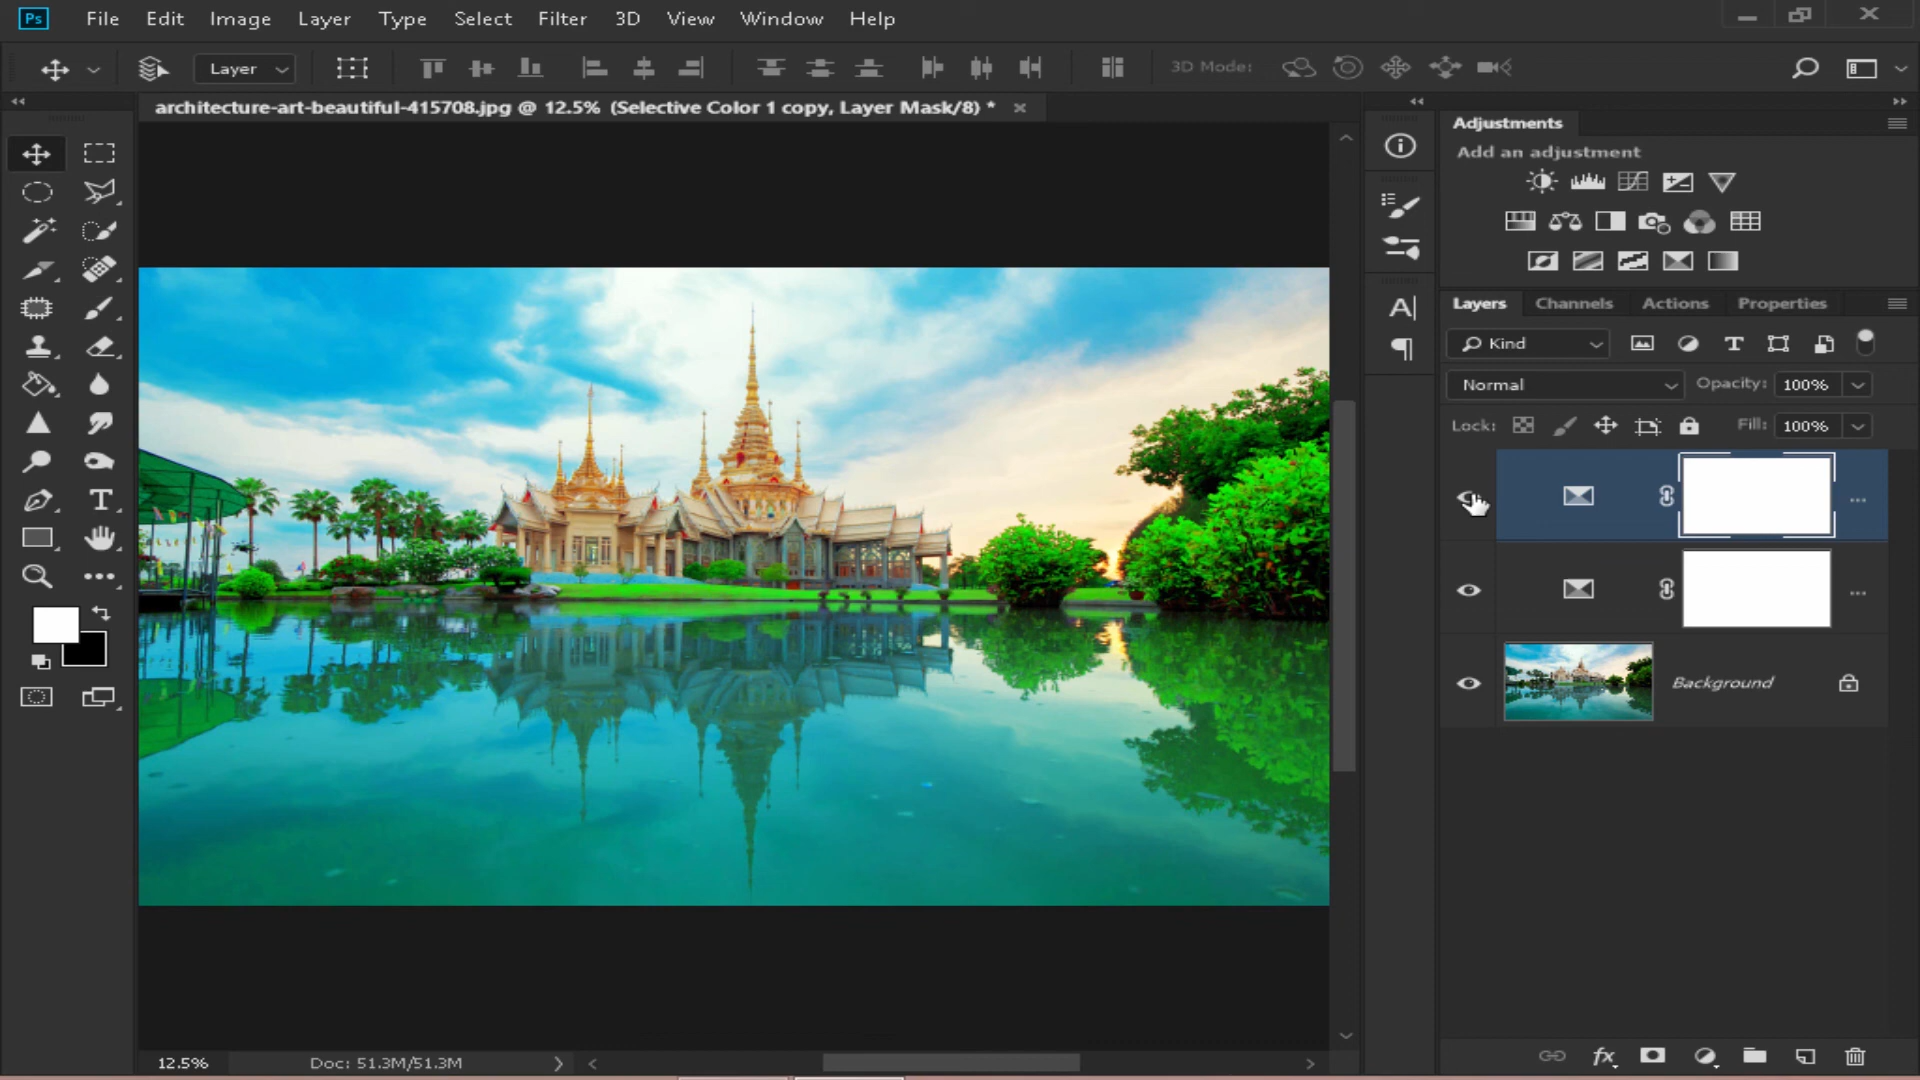 Ps File Edit Image Layer Type Select Filter 3D View Window Help
Layer 3D Mode:
architecture-art-beautiful-415708.jpg @ 12.5% (Selective Color 1 copy, Layer Mask/8) *
Adjustments
Add an adjustment
Layers Channels Actions Properties
Kind
Normal Opacity: 100%
Lock: Fill: 100%
Background
12.5% Doc: 51.3M/51.3M